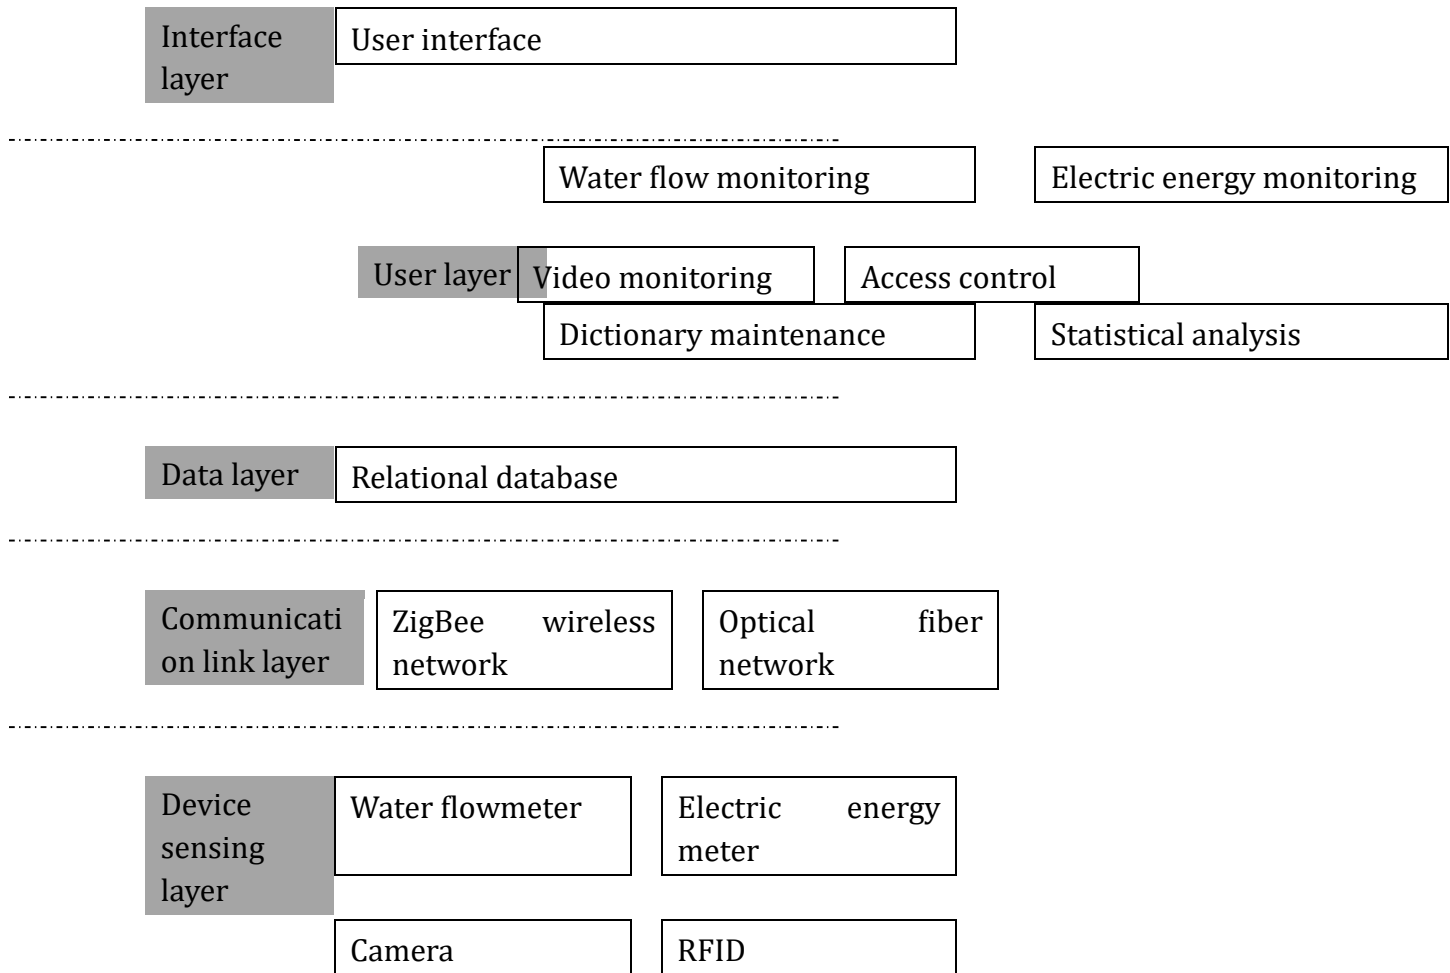 Interface
layer
User interface
Water flow monitoring
Electric energy monitoring
User layer
Video monitoring
Access control
Dictionary maintenance
Statistical analysis
Data layer
Relational database
Communicati
on link layer
ZigBee wireless
network
Optical fiber
network
Device
sensing
layer
Water flowmeter
Electric energy
meter
Camera
RFID